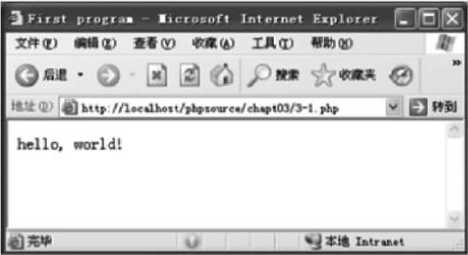 First program - Microsoft Internet Explorer
文件(F) 编辑(E) 查看(V) 收藏(A) 工具(T) 帮助(H)
后退 搜索 收藏夹 »
地址(D) http://localhost/phpsource/chapt03/3-1.php 转到
hello, world!
完毕 本地 Intranet